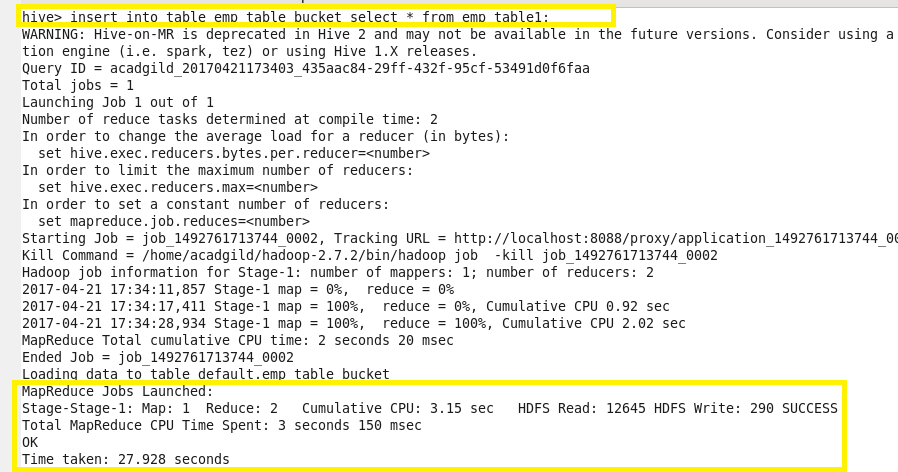 hive> insert into table emp_table_bucket select * from emp_table1;
WARNING: Hive-on-MR is deprecated in Hive 2 and may not be available in the future versions. Consider using a
tion engine (i.e. spark, tez) or using Hive 1.X releases.
Query ID = acadgild_20170421173403_435aac84-29ff-432f-95cf-53491d0f6faa
Total jobs = 1
Launching Job 1 out of 1
Number of reduce tasks determined at compile time: 2
In order to change the average load for a reducer (in bytes):
  set hive.exec.reducers.bytes.per.reducer=<number>
In order to limit the maximum number of reducers:
  set hive.exec.reducers.max=<number>
In order to set a constant number of reducers:
  set mapreduce.job.reduces=<number>
Starting Job = job_1492761713744_0002, Tracking URL = http://localhost:8088/proxy/application_1492761713744_00
Kill Command = /home/acadgild/hadoop-2.7.2/bin/hadoop job  -kill job_1492761713744_0002
Hadoop job information for Stage-1: number of mappers: 1; number of reducers: 2
2017-04-21 17:34:11,857 Stage-1 map = 0%,  reduce = 0%
2017-04-21 17:34:17,411 Stage-1 map = 100%,  reduce = 0%, Cumulative CPU 0.92 sec
2017-04-21 17:34:28,934 Stage-1 map = 100%,  reduce = 100%, Cumulative CPU 2.02 sec
MapReduce Total cumulative CPU time: 2 seconds 20 msec
Ended Job = job_1492761713744_0002
Loading data to table default.emp_table_bucket
MapReduce Jobs Launched:
Stage-Stage-1: Map: 1  Reduce: 2   Cumulative CPU: 3.15 sec   HDFS Read: 12645 HDFS Write: 290 SUCCESS
Total MapReduce CPU Time Spent: 3 seconds 150 msec
OK
Time taken: 27.928 seconds